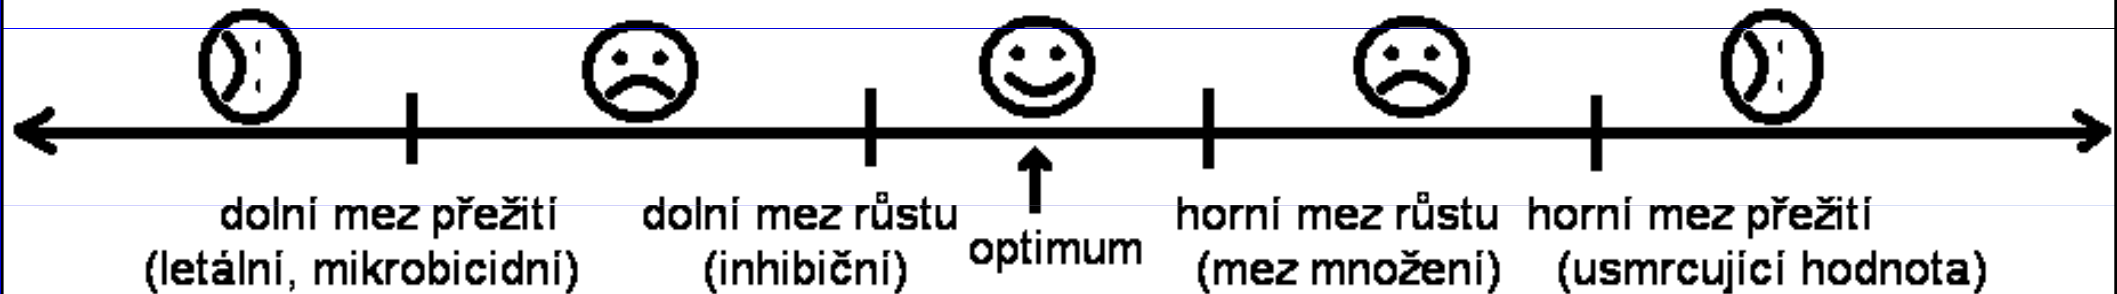 dolní mez přežití
(letální, mikrobicidní)
dolní mez růstu
(inhibiční)
optimum
horní mez růstu
(mez množení)
horní mez přežití
(usmrcující hodnota)